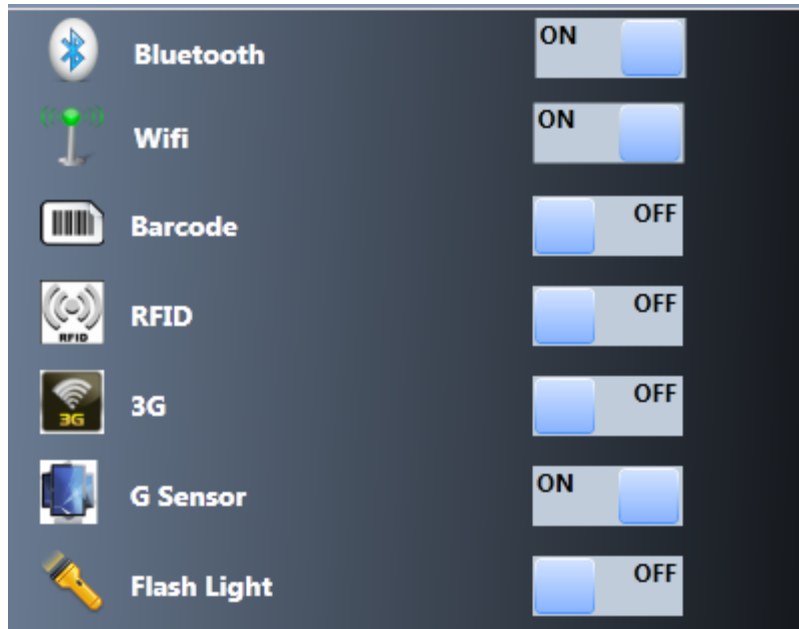 Bluetooth ON
Wifi ON
Barcode OFF
RFID RFID OFF
3G 3G OFF
G Sensor ON
Flash Light OFF